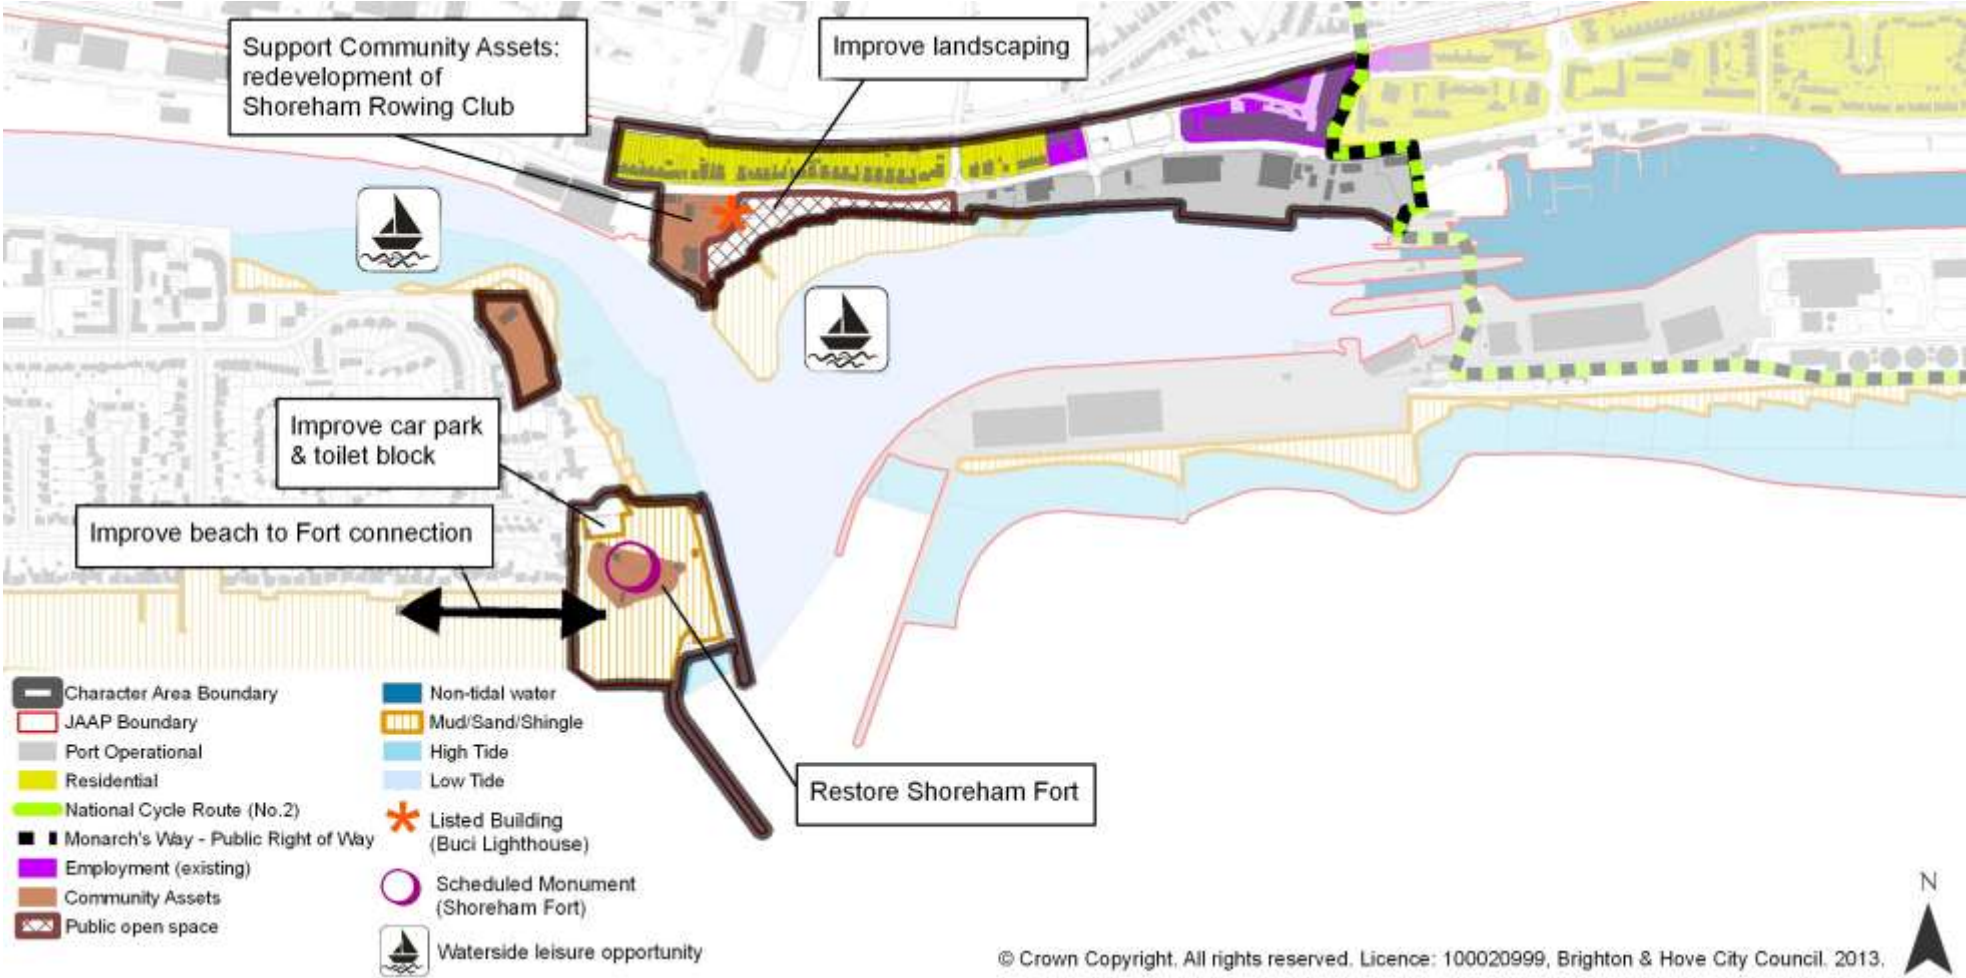 Support Community Assets:
redevelopment of
Shoreham Rowing Club
Improve landscaping
Improve car park
& toilet block
Improve beach to Fort connection
Restore Shoreham Fort
Character Area Boundary
JAAP Boundary
Port Operational
Residential
National Cycle Route (No.2)
Monarch's Way - Public Right of Way
Employment (existing)
Community Assets
Public open space
Non-tidal water
Mud/Sand/Shingle
High Tide
Low Tide
Listed Building
(Buci Lighthouse)
Scheduled Monument
(Shoreham Fort)
Waterside leisure opportunity
N
© Crown Copyright. All rights reserved. Licence: 100020999, Brighton & Hove City Council. 2013.